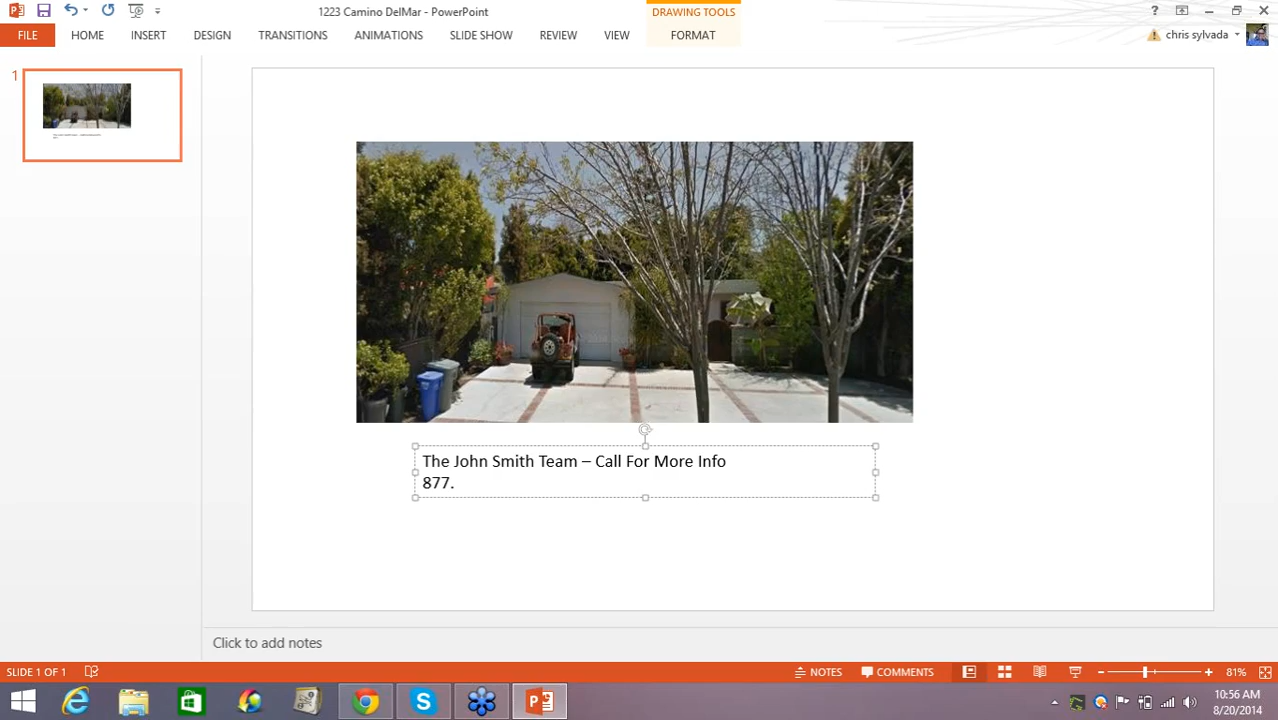 1223 Camino DelMar - PowerPoint
DRAWING TOOLS
?
FILE
HOME
INSERT
DESIGN
TRANSITIONS
ANIMATIONS
SLIDE SHOW
REVIEW
VIEW
FORMAT
chris sylvada
1
The John Smith Team – Call For More Info
877.
Click to add notes
SLIDE 1 OF 1
NOTES
COMMENTS
81%
10:56 AM
8/20/2014